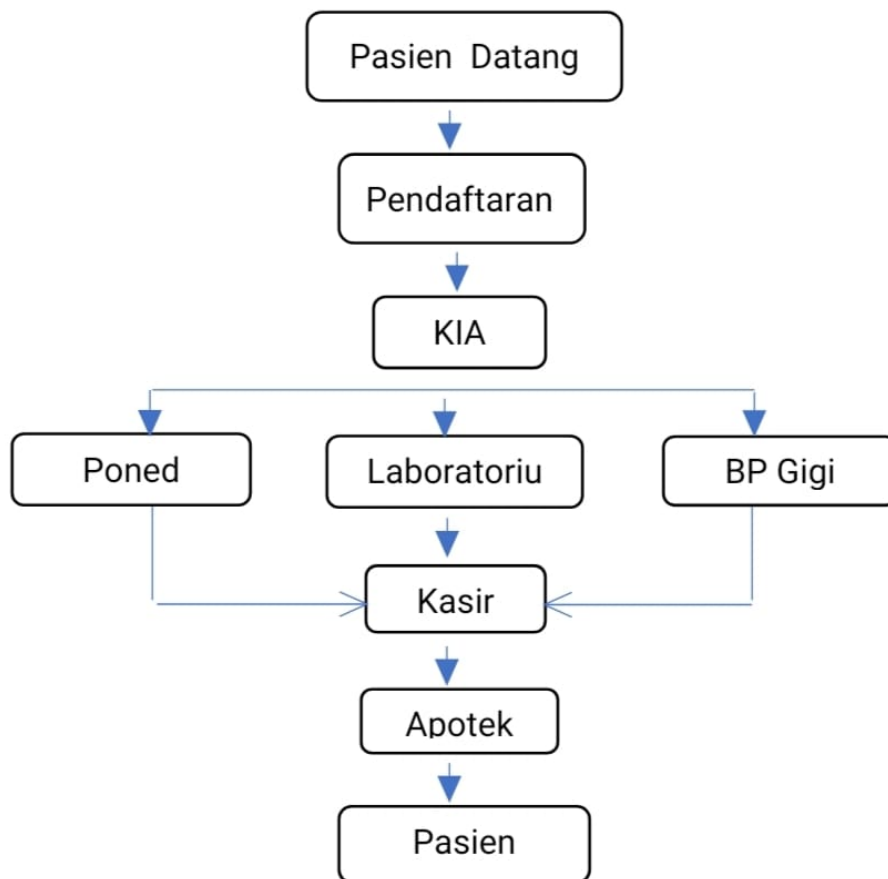 Pasien Datang
Pendaftaran
KIA
Poned
Laboratoriu
BP Gigi
Kasir
Apotek
Pasien